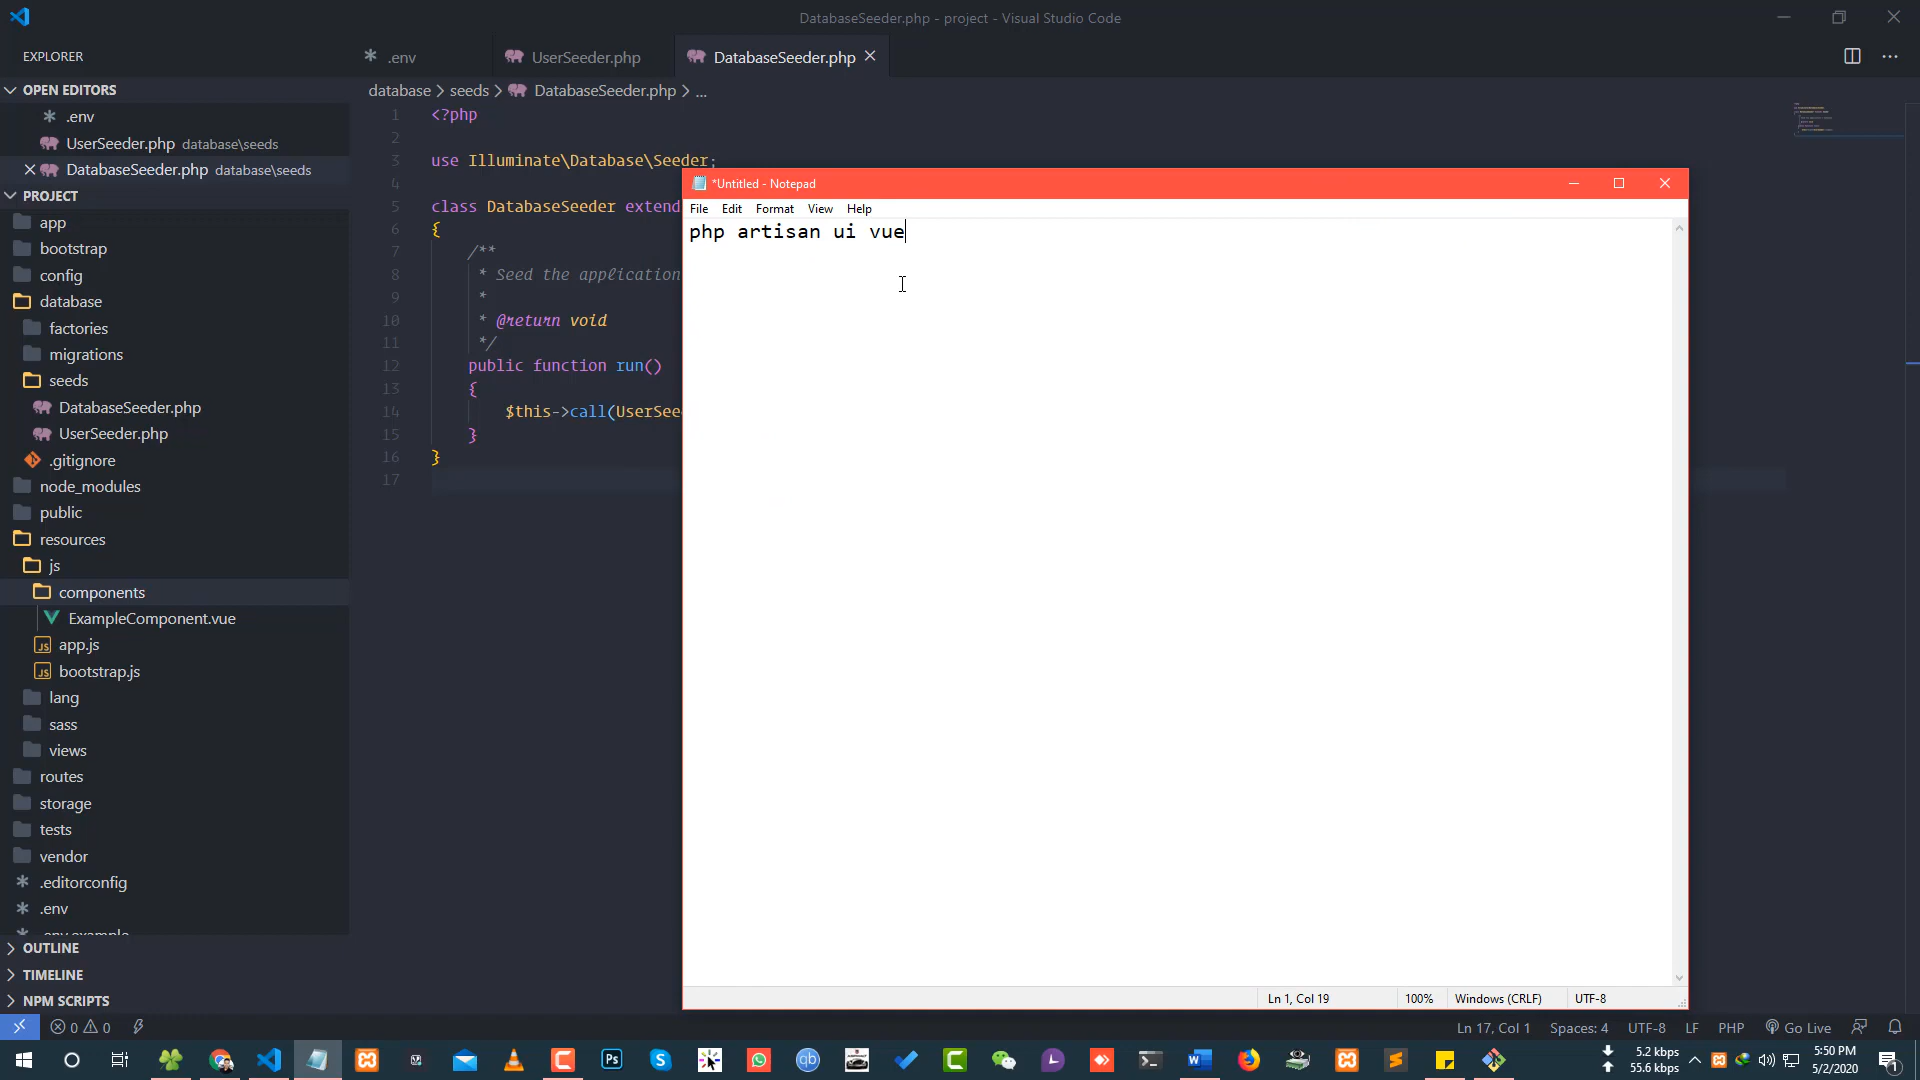 DatabaseSeeder.php - project - Visual Studio Code
EXPLORER
.env
UserSeeder.php
DatabaseSeeder.php
OPEN EDITORS
database > seeds > DatabaseSeeder.php > ...
.env
UserSeeder.php database\seeds
DatabaseSeeder.php database\seeds
PROJECT
app
bootstrap
config
database
factories
migrations
seeds
DatabaseSeeder.php
UserSeeder.php
.gitignore
node_modules
public
resources
js
components
ExampleComponent.vue
app.js
bootstrap.js
lang
sass
views
routes
storage
tests
vendor
.editorconfig
.env
.env.example
OUTLINE
TIMELINE
NPM SCRIPTS
1 <?php
2
3 use Illuminate\Database\Seeder;
4
5 class DatabaseSeeder extend
6 {
7 /**
8 * Seed the application
9 *
10 * @return void
11 */
12 public function run()
13 {
14 $this->call(UserSee
15 }
16 }
17
*Untitled - Notepad
File Edit Format View Help
php artisan ui vue
Ln 1, Col 19 100% Windows (CRLF) UTF-8
0 0
Ln 17, Col 1 Spaces: 4 UTF-8 LF PHP Go Live
Ps
qb
5.2 kbps
55.6 kbps
5:50 PM
5/2/2020
1